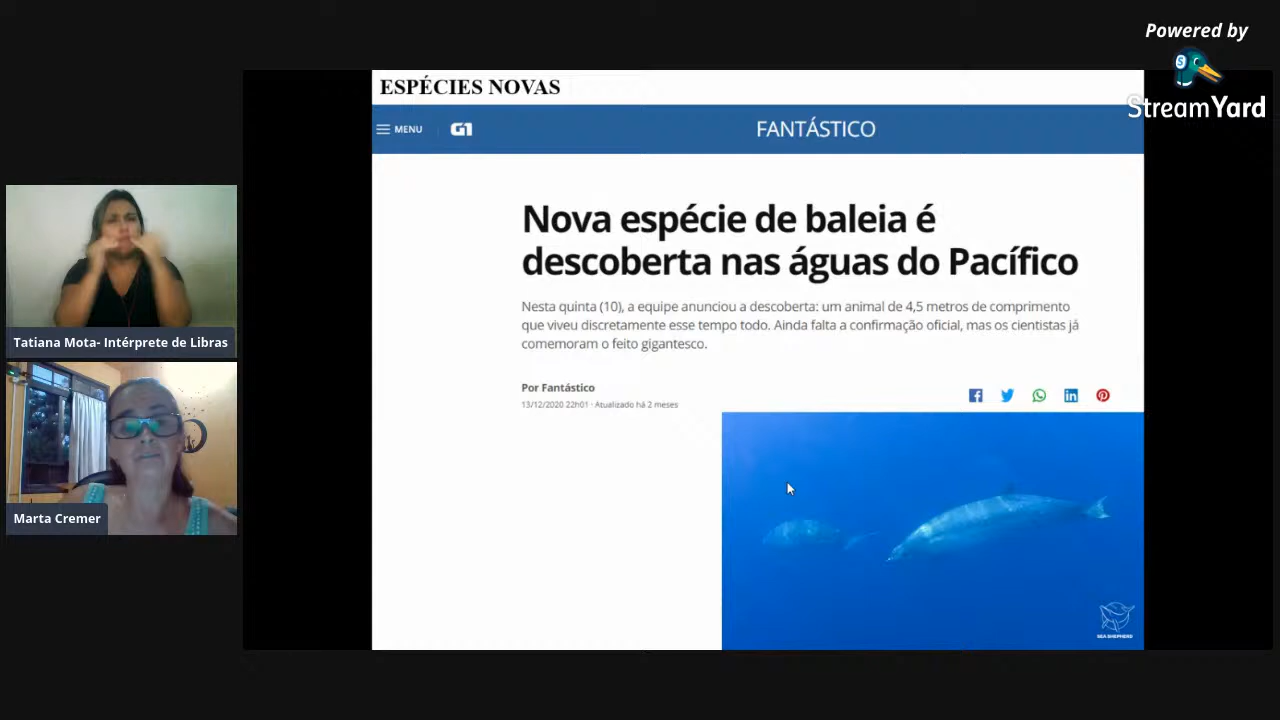 Powered by
StreamYard
ESPÉCIES NOVAS
MENU
G1
FANTÁSTICO
Nova espécie de baleia é
descoberta nas águas do Pacífico
Nesta quinta (10), a equipe anunciou a descoberta: um animal de 4,5 metros de comprimento
que viveu discretamente esse tempo todo. Ainda falta a confirmação oficial, mas os cientistas já
comemoram o feito gigantesco.
Por Fantástico
13/12/2020 22h01 · Atualizado há 2 meses
SEA SHEPHERD
Tatiana Mota- Intérprete de Libras
Marta Cremer